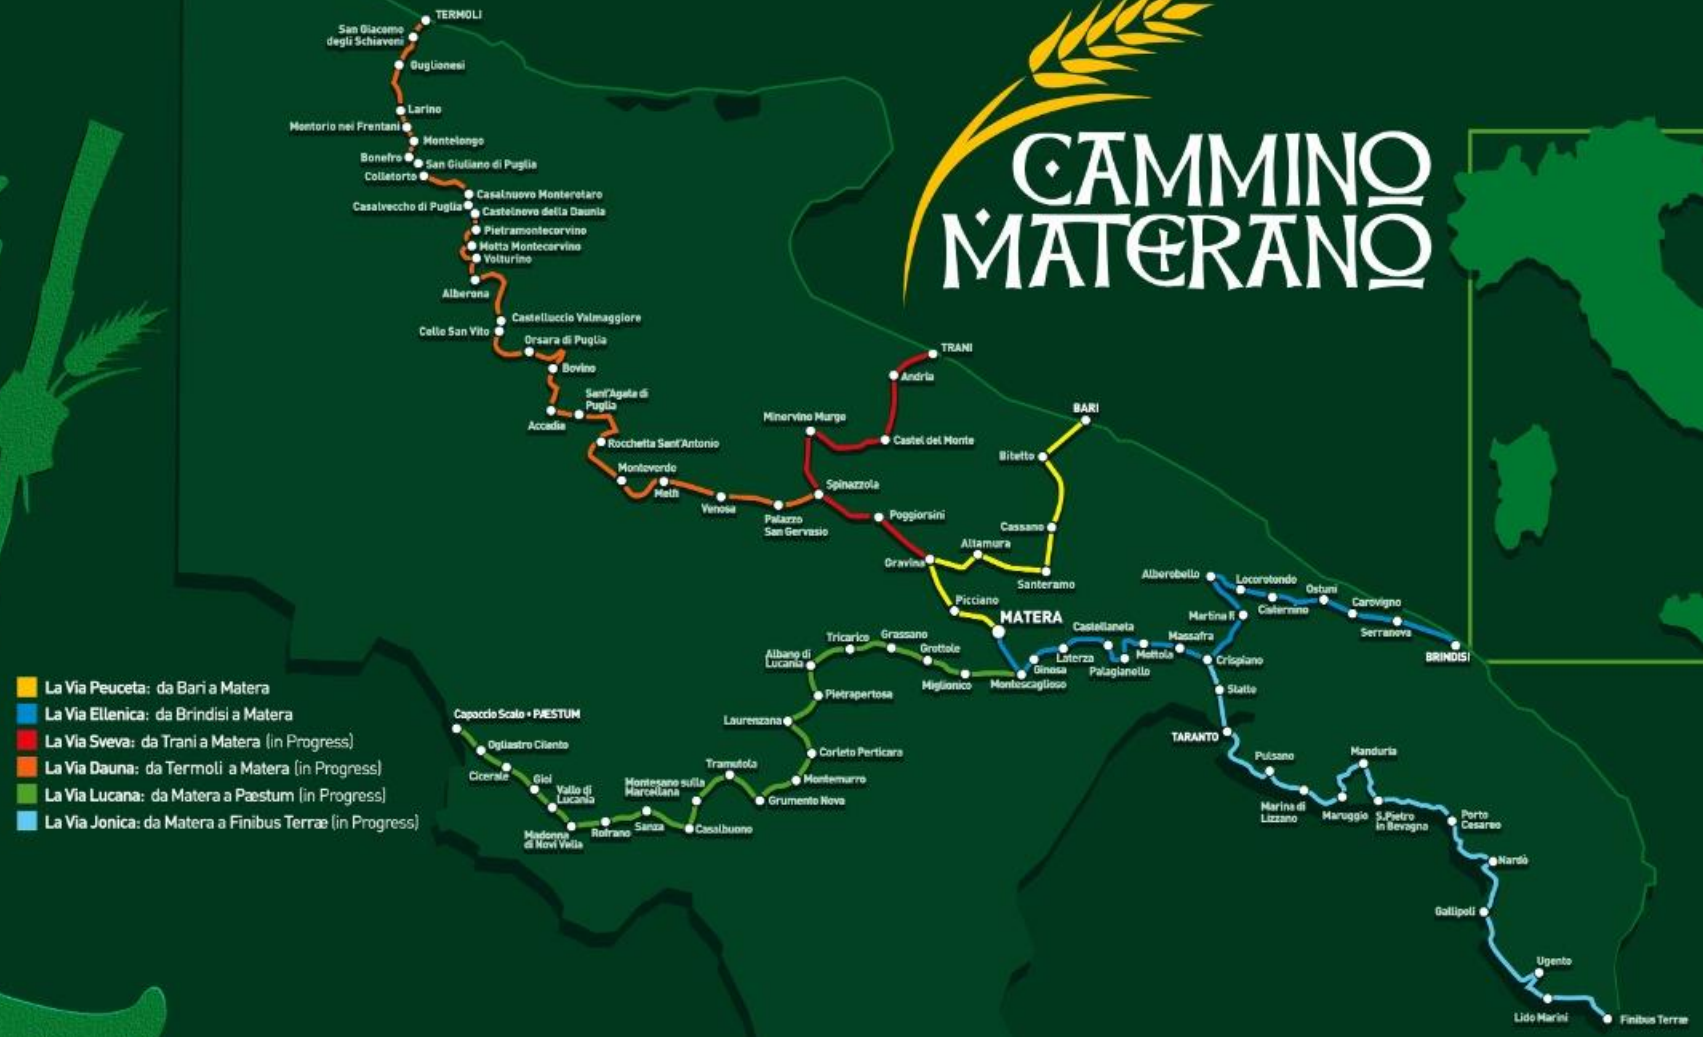 CAMMINO
MATERANO
TERMOLI
San Giacomo
degli Schiavoni
Guglionesi
Larino
Montorio nei Frentani
Montelongo
Bonefro
San Giuliano di Puglia
Colletorto
Casalnuovo Monterotaro
Casalveccho di Puglia
Castelnovo della Daunia
Pietramontecorvino
Motta Montecorvino
Volturino
Alberona
Castelluccio Valmaggiore
Celle San Vito
Orsara di Puglia
Bovino
Sant'Agata di
Puglia
Accadia
Rocchetta Sant'Antonio
Monteverde
Melfi
Venosa
Palazzo
San Gervasio
TRANI
Andria
Minervino Murge
Castel del Monte
Spinazzola
Poggiorsini
BARI
Bitetto
Cassano
Altamura
Gravina
Santeramo
Picciano
MATERA
Alberobello
Locorotondo
Cisternino
Ostuni
Carovigno
Serranova
BRINDISI
Martina F.
Castellaneta
Massafra
Mottola
Crispiano
Laterza
Palagianello
Ginosa
Montescaglioso
Statte
TARANTO
Tricarico
Grassano
Grottole
Miglionico
Albano di
Lucania
Pietrapertosa
Laurenzana
Corleto Perticara
Montemurro
Tramutola
Grumento Nova
Montesano sulla
Marcellana
Casalbuono
Sanza
Rofrano
Madonna
di Novi Vella
Vallo di
Lucania
Gioi
Cicerale
Ogliastro Cilento
Capaccio Scalo • PÆSTUM
Pulsano
Marina di
Lizzano
Maruggio
Manduria
S.Pietro
in Bevagna
Porto
Cesareo
Nardò
Gallipoli
Ugento
Lido Marini
Finibus Terræ
La Via Peuceta: da Bari a Matera
La Via Ellenica: da Brindisi a Matera
La Via Sveva: da Trani a Matera (in Progress)
La Via Dauna: da Termoli a Matera (in Progress)
La Via Lucana: da Matera a Pæstum (in Progress)
La Via Jonica: da Matera a Finibus Terræ (in Progress)